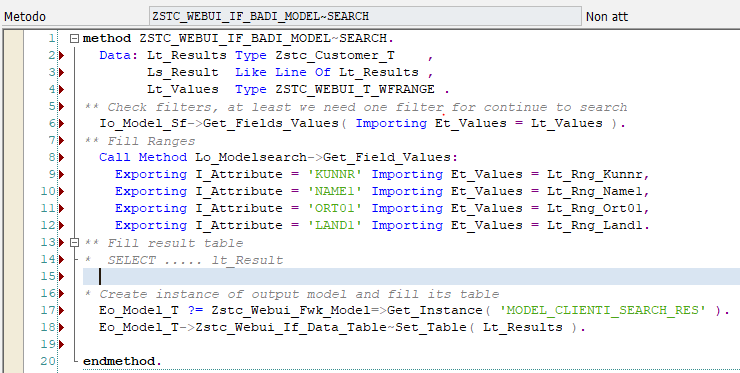 Metodo ZSTC_WEBUI_IF_BADI_MODEL~SEARCH Non att
1 method ZSTC_WEBUI_IF_BADI_MODEL~SEARCH.
2 Data: Lt_Results Type Zstc_Customer_T    ,
3 Ls_Result  Like Line Of Lt_Results ,
4 Lt_Values  Type ZSTC_WEBUI_T_WFRANGE .
5 ** Check filters, at least we need one filter for continue to search
6 Io_Model_Sf->Get_Fields_Values( Importing Et_Values = Lt_Values ).
7 ** Fill Ranges
8 Call Method Lo_Modelsearch->Get_Field_Values:
9 Exporting I_Attribute = 'KUNNR' Importing Et_Values = Lt_Rng_Kunnr,
10 Exporting I_Attribute = 'NAME1' Importing Et_Values = Lt_Rng_Name1,
11 Exporting I_Attribute = 'ORT01' Importing Et_Values = Lt_Rng_Ort01,
12 Exporting I_Attribute = 'LAND1' Importing Et_Values = Lt_Rng_Land1.
13 ** Fill result table
14 *  SELECT ..... lt_Result
15
16 * Create instance of output model and fill its table
17 Eo_Model_T ?= Zstc_Webui_Fwk_Model=>Get_Instance( 'MODEL_CLIENTI_SEARCH_RES' ).
18 Eo_Model_T->Zstc_Webui_If_Data_Table~Set_Table( Lt_Results ).
19
20 endmethod.